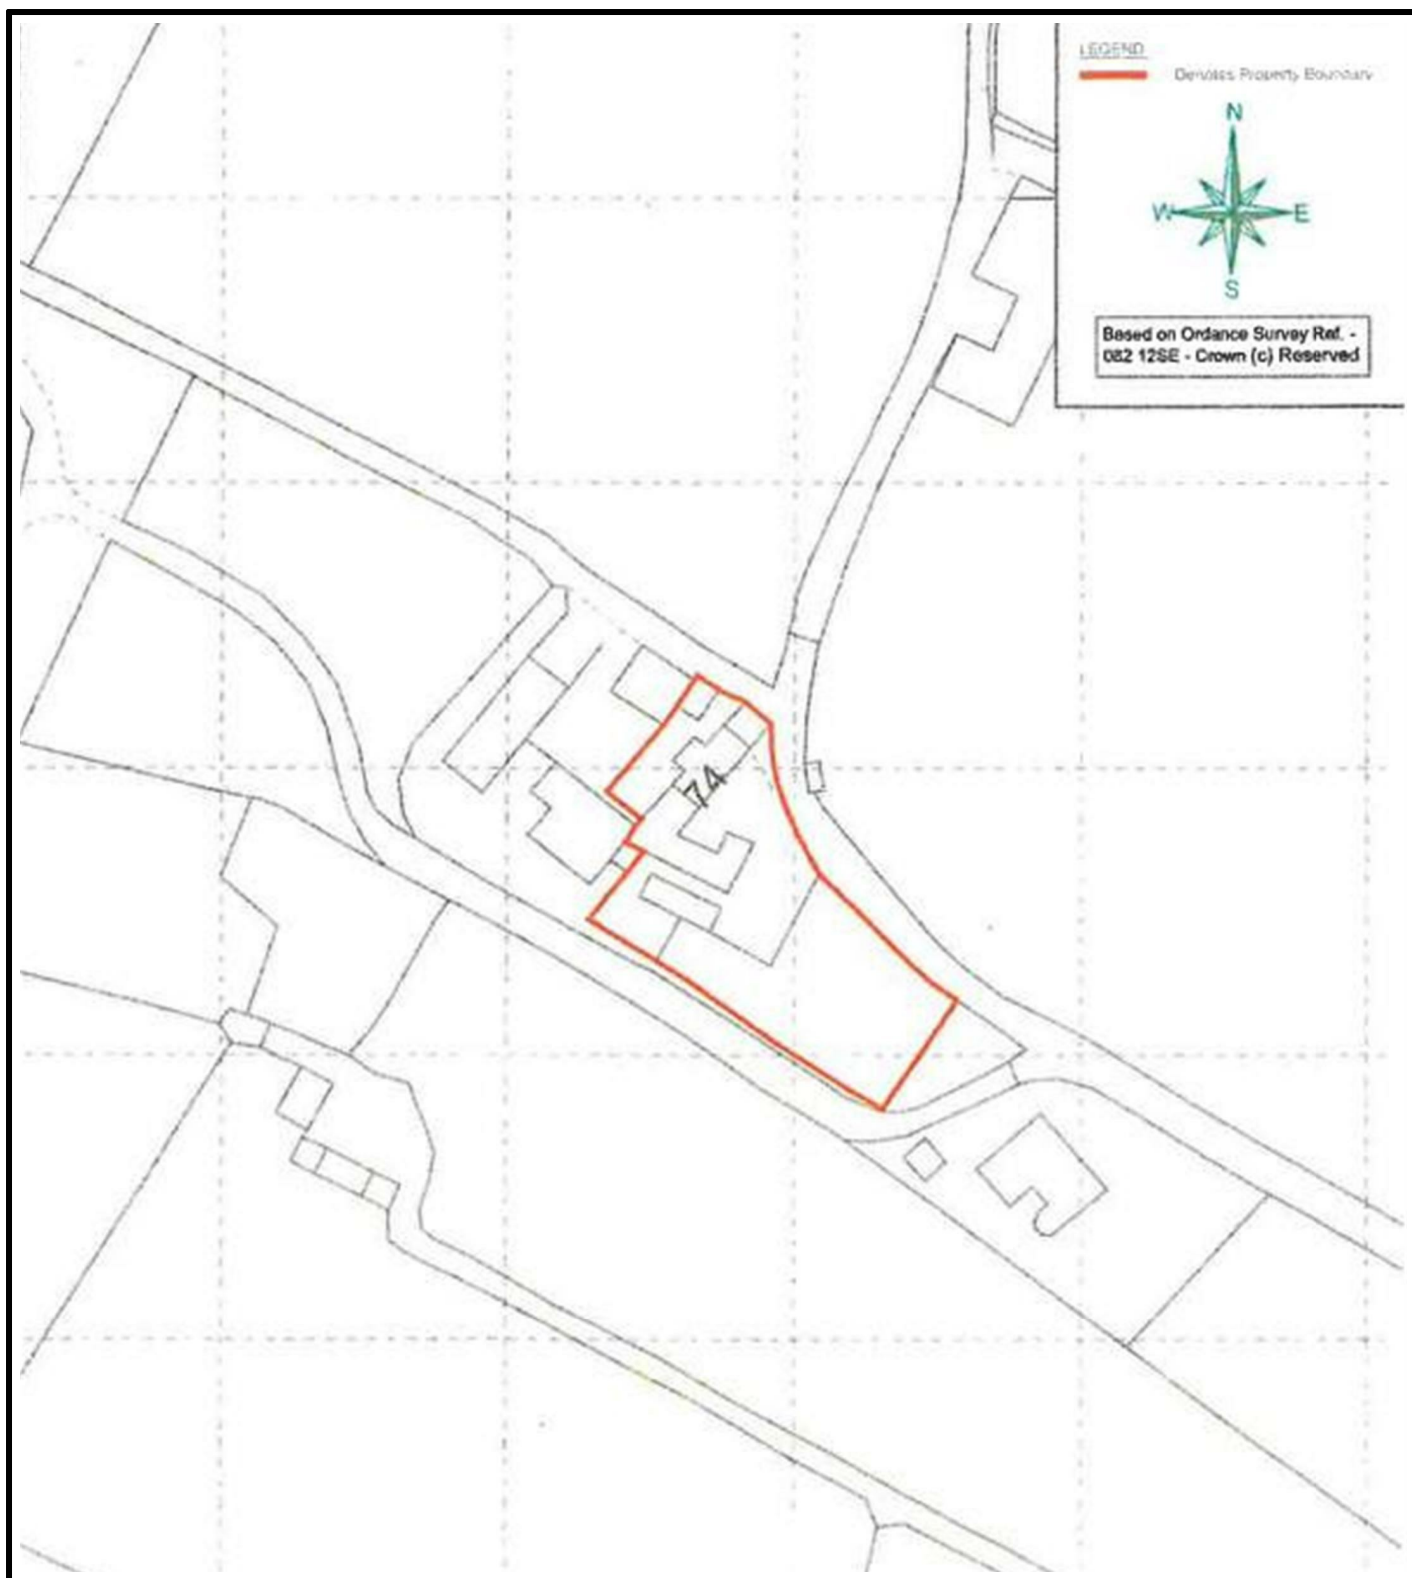 LEGEND
Denotes Property Boundary
N
W E
S
Based on Ordance Survey Ref. -
082 12SE - Crown (c) Reserved
74